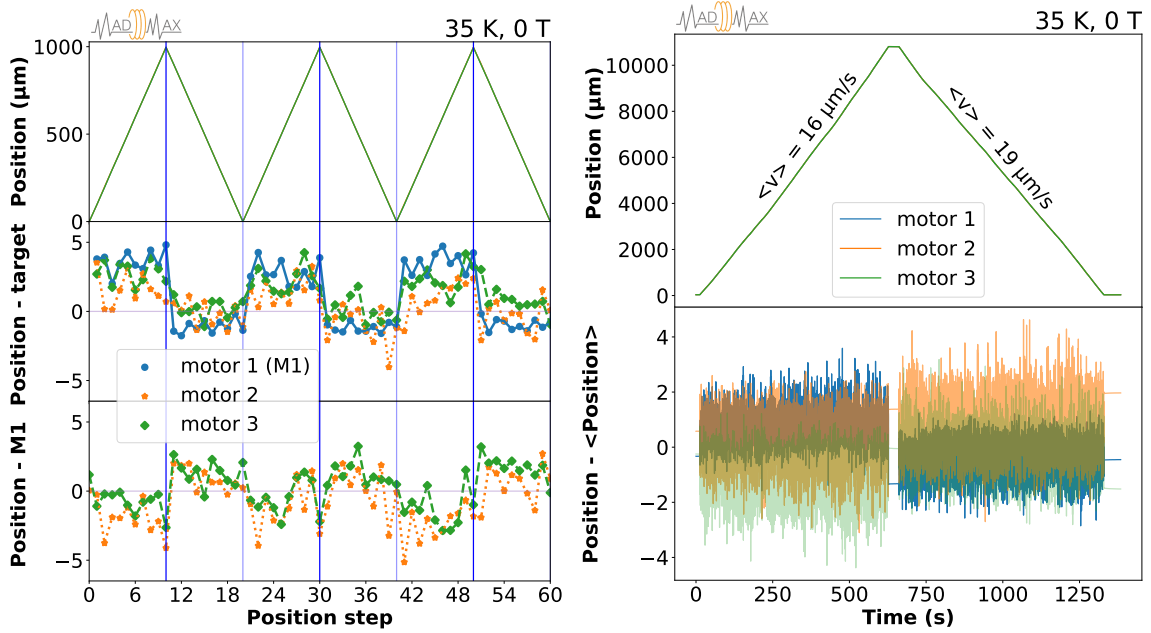 MADMAX
35 K, 0 T
1000
500
0
Position (μm)
5
0
−5
Position - target
motor 1 (M1)
motor 2
motor 3
5
0
−5
Position - M1
0 6 12 18 24 30 36 42 48 54 60
Position step
MADMAX
35 K, 0 T
10000
8000
6000
4000
2000
0
Position (μm)
<v> = 16 μm/s
<v> = 19 μm/s
motor 1
motor 2
motor 3
4
2
0
−2
−4
Position - <Position>
0 250 500 750 1000 1250
Time (s)